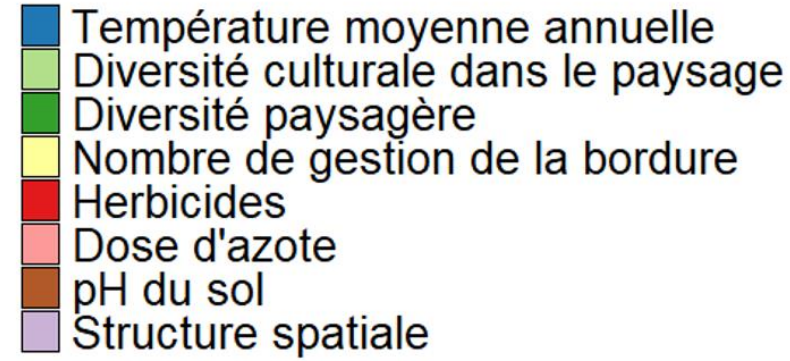 Température moyenne annuelle
Diversité culturale dans le paysage
Diversité paysagère
Nombre de gestion de la bordure
Herbicides
Dose d'azote
pH du sol
Structure spatiale